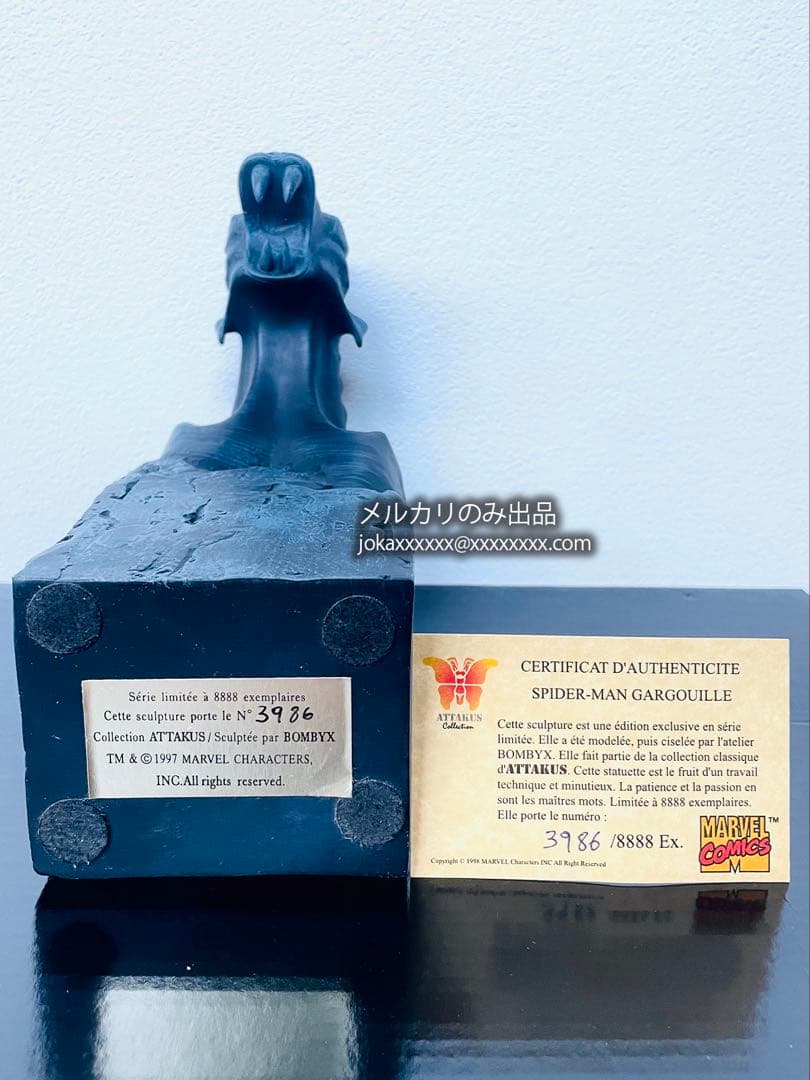 メルカリのみ出品
jokaxxxxxx@xxxxxxxx.com
Série limitée à 8888 exemplaires
Cette sculpture porte le N° 3986
Collection ATTAKUS / Sculptée par BOMBYX
TM & ©1997 MARVEL CHARACTERS,
INC.All rights reserved.
ATTAKUS
Collection
CERTIFICAT D'AUTHENTICITE
SPIDER-MAN GARGOUILLE
Cette sculpture est une édition exclusive en série
limitée. Elle a été modelée, puis ciselée par l'atelier
BOMBYX. Elle fait partie de la collection classique
d'ATTAKUS. Cette statuette est le fruit d'un travail
technique et minutieux. La patience et la passion en
sont les maîtres mots. Limitée à 8888 exemplaires.
Elle porte le numéro :
3986 /8888 Ex.
MARVEL™
COMICS
M
Copyright © 1998 MARVEL Characters INC All Right Reserved